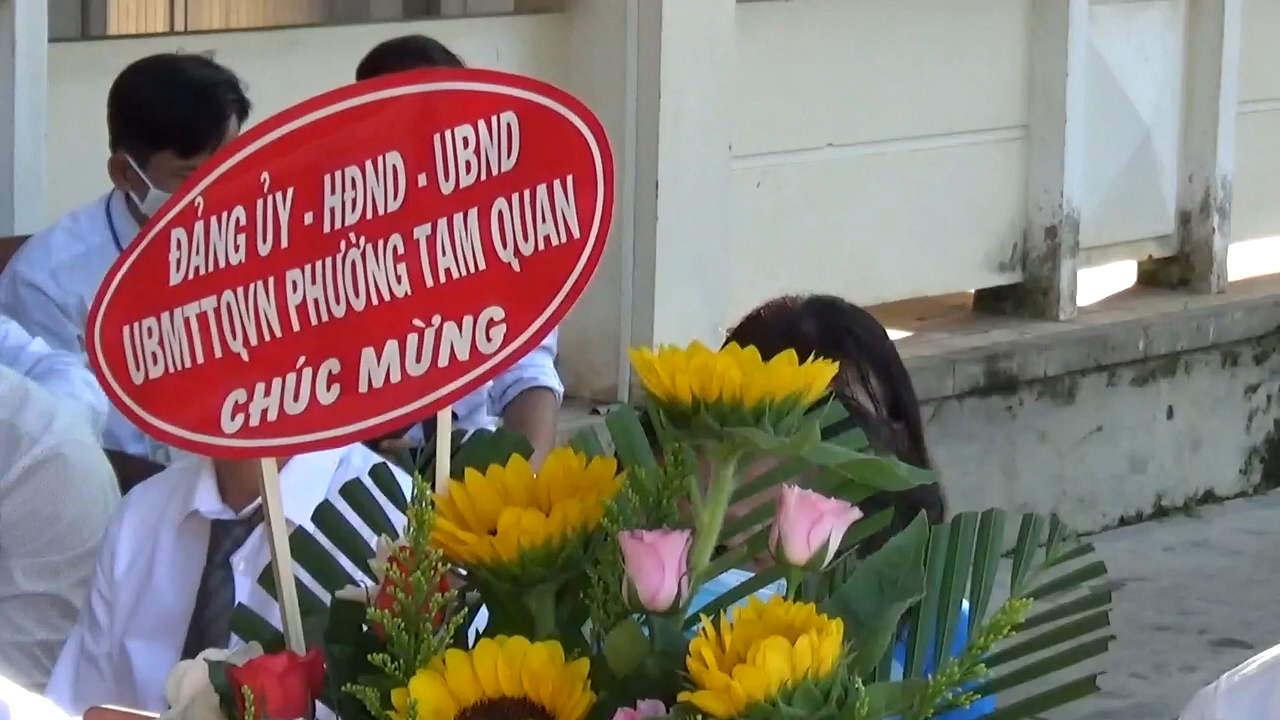 ĐẢNG ỦY - HĐND - UBND
UBMTTQVN PHƯỜNG TAM QUAN
CHÚC MỪNG